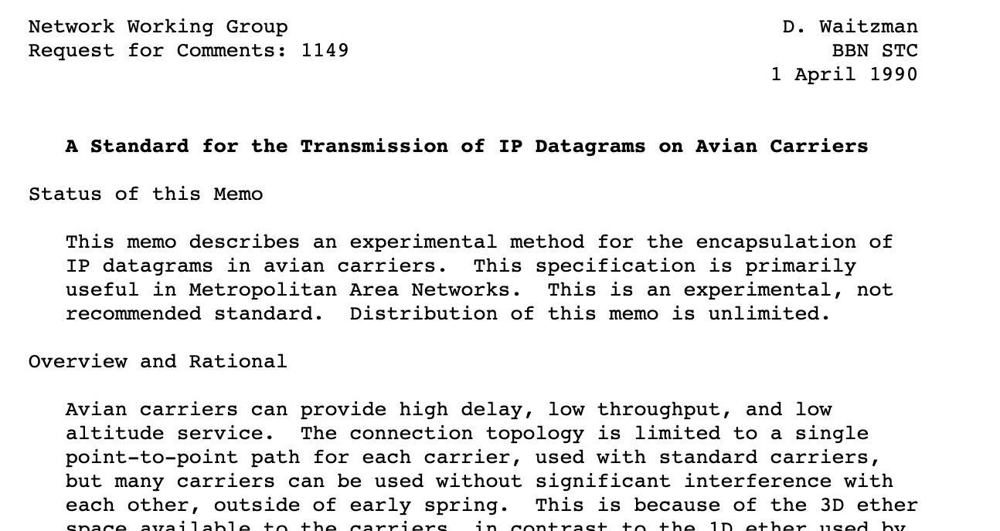 Network Working Group D. Waitzman
Request for Comments: 1149 BBN STC
1 April 1990
A Standard for the Transmission of IP Datagrams on Avian Carriers
Status of this Memo
This memo describes an experimental method for the encapsulation of
IP datagrams in avian carriers. This specification is primarily
useful in Metropolitan Area Networks. This is an experimental, not
recommended standard. Distribution of this memo is unlimited.
Overview and Rational
Avian carriers can provide high delay, low throughput, and low
altitude service. The connection topology is limited to a single
point-to-point path for each carrier, used with standard carriers,
but many carriers can be used without significant interference with
each other, outside of early spring. This is because of the 3D ether
space available to the carriers, in contrast to the 1D ether used by